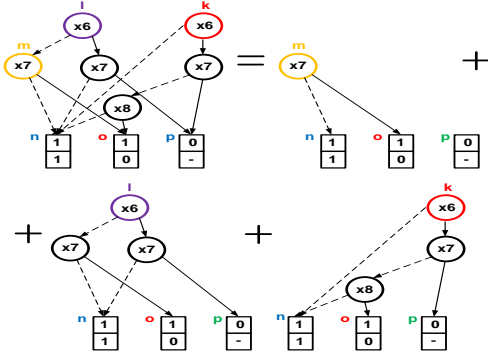 l k
x6 x6
m m
x7 x7 x7 = x7 +
x8
n 1 o 1 p 0 n 1 o 1 p 0
1 0 - 1 0 -
l k
+ x6 + x6
x7 x7 x7
x8
n 1 o 1 p 0 n 1 o 1 p 0
1 0 - 1 0 -